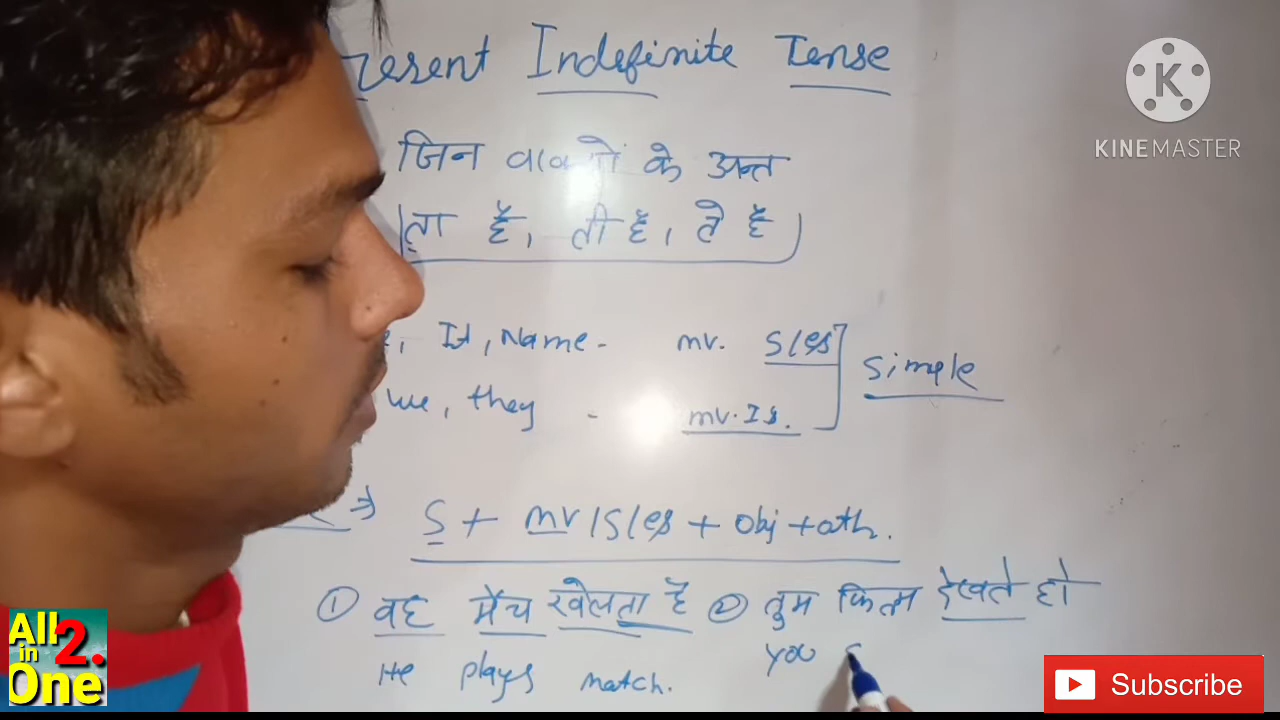 resent Indefinite Tense
जिन वाक्यों के अन्त
ता है, ती है, ते है
It, Name - mv. S/es
Simple
we, they - mv. Ist.
S + mv/S/es + obj + oth.
① वह मैच खेलता है ② तुम फिल्म देखते हो
He plays match. you s
KINEMASTER
All in One 2.
Subscribe